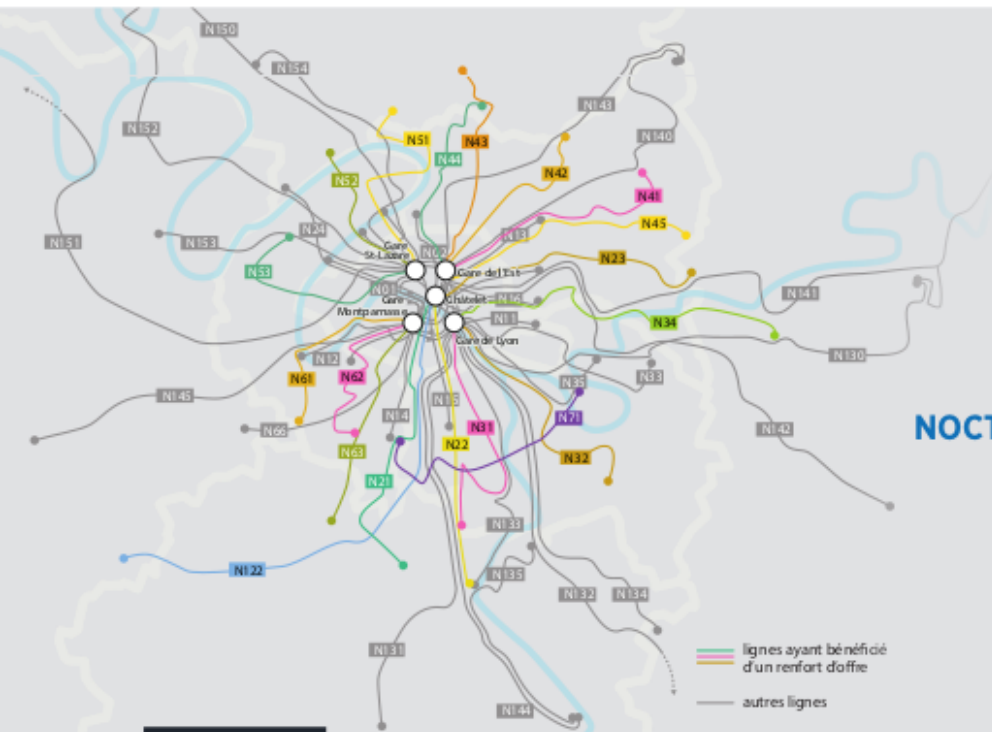 N150
N154
N143
N152
N51
N43
N140
N44
N42
N52
N41
N24
N13
N45
N151
N153
Gare
St-Lazare
N02
N23
N53
Gare de l'Est
N01
Gare
Montparnasse
Châtelet
N16
N141
N11
N34
Gare de Lyon
N12
N130
N61
N62
N35
N33
N145
N15
N14
N71
N66
N31
N142
NOCT
N63
N22
N32
N21
N133
N122
N135
N132
N134
N131
lignes ayant bénéficié
d'un renfort d'offre
autres lignes
N144